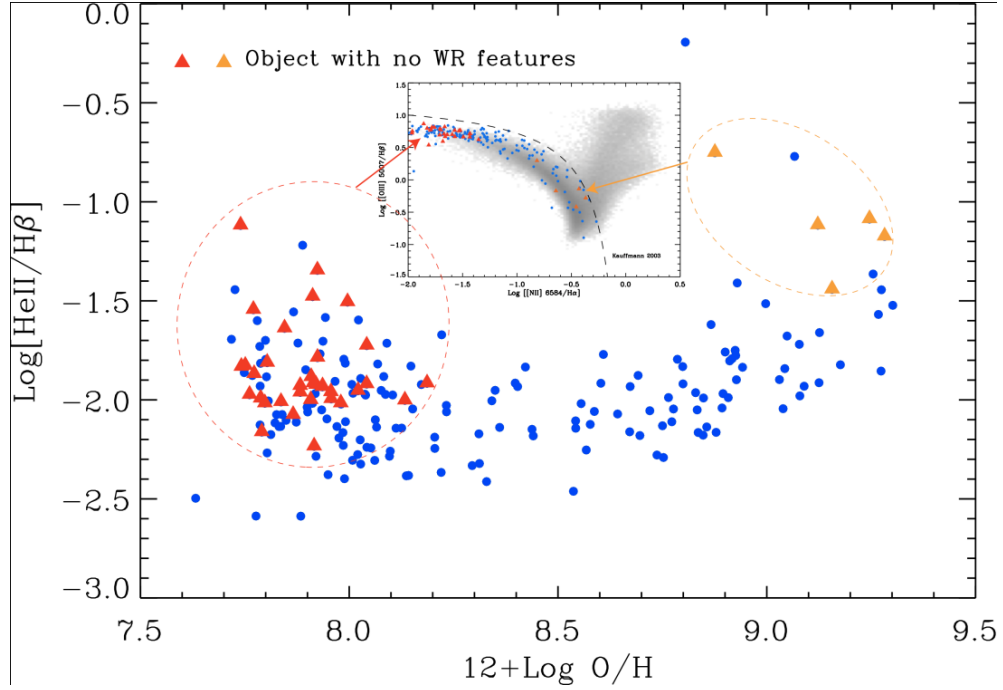 0.0
Object with no WR features
−0.5
−1.0
−1.5
−2.0
−2.5
−3.0
Log[HeII/Hβ]
7.5 8.0 8.5 9.0 9.5
12+Log O/H
1.5
1.0
0.5
0.0
−0.5
−1.0
−1.5
Log [[OIII] 5007/Hβ]
Kauffmann 2003
−2.0 −1.5 −1.0 −0.5 0.0 0.5
Log [[NII] 6584/Hα]